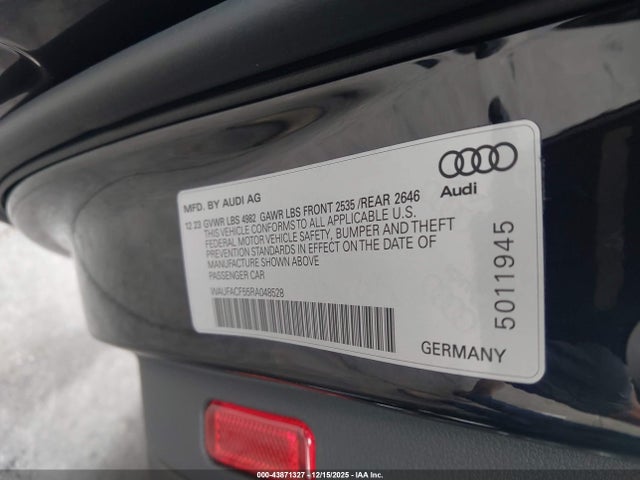 MFD. BY AUDI AG
12 23 GVWR LBS 4982 GAWR LBS FRONT 2535 /REAR 2646
THIS VEHICLE CONFORMS TO ALL APPLICABLE U.S.
FEDERAL MOTOR VEHICLE SAFETY, BUMPER AND THEFT
PREVENTION STANDARDS IN EFFECT ON THE DATE OF
MANUFACTURE SHOWN ABOVE
PASSENGER CAR
WAUFACF55RA048528
Audi
5011945
GERMANY
000-43871327 - 12/15/2025 - IAA Inc.